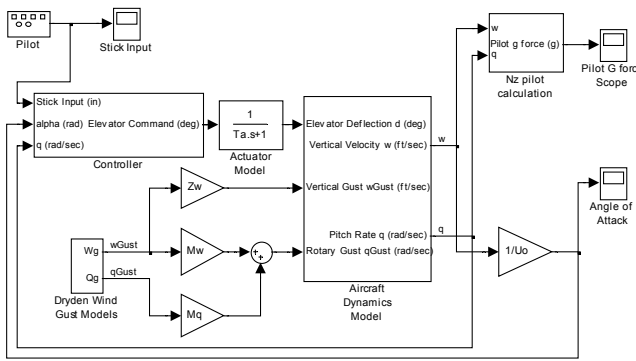 Pilot
Stick Input
Stick Input (in)
alpha (rad) Elevator Command (deg)
q (rad/sec)
Controller
1
Ta.s+1
Actuator
Model
Elevator Deflection d (deg)
Vertical Velocity w (ft/sec)
Vertical Gust wGust (ft/sec)
Pitch Rate q (rad/sec)
Rotary Gust qGust (rad/sec)
Aircraft
Dynamics
Model
w
q
w
Pilot g force (g)
q
Nz pilot
calculation
Pilot G force
Scope
Angle of
Attack
1/Uo
Zw
Mw
Mq
+
+
Wg
Qg
wGust
qGust
Dryden Wind
Gust Models